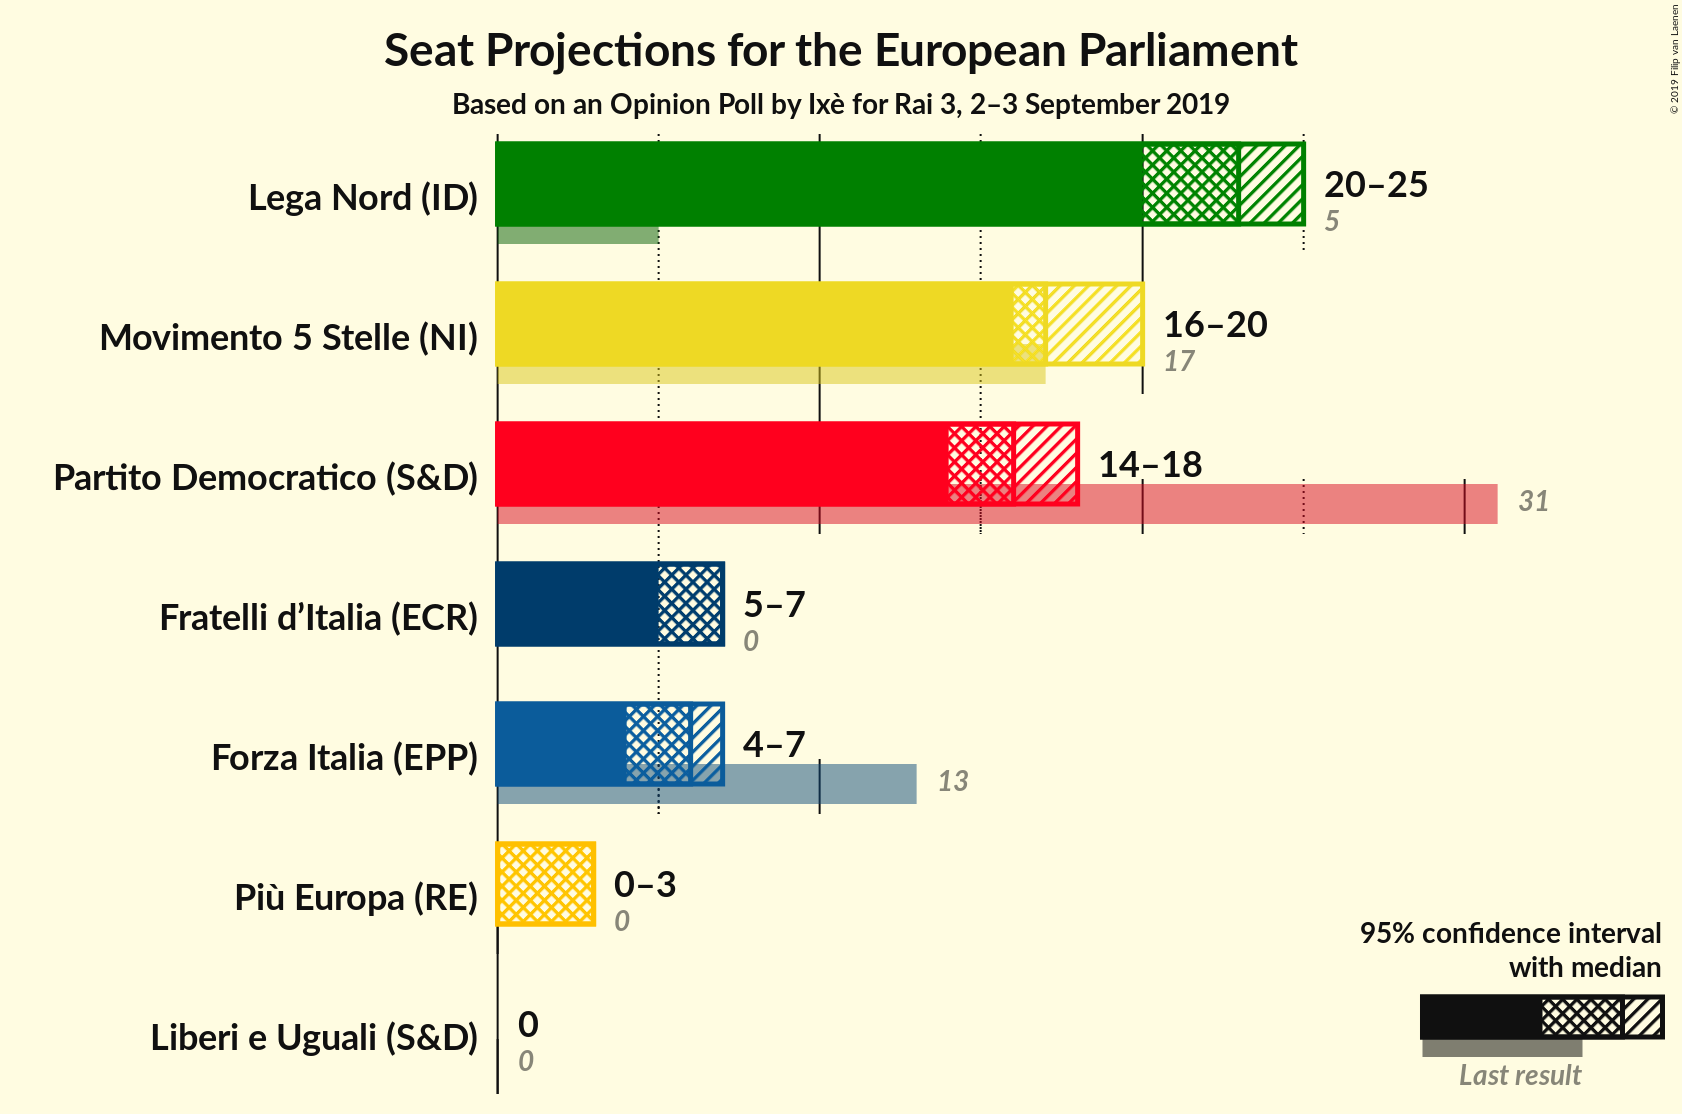 Seat Projections for the European Parliament
Based on an Opinion Poll by Ixè for Rai 3, 2–3 September 2019
© 2019 Filip van Laenen
Lega Nord (ID)
20–25
5
Movimento 5 Stelle (NI)
16–20
17
Partito Democratico (S&D)
14–18
31
Fratelli d’Italia (ECR)
5–7
0
Forza Italia (EPP)
4–7
13
Più Europa (RE)
0–3
0
Liberi e Uguali (S&D)
0
0
95% confidence interval
with median
Last result